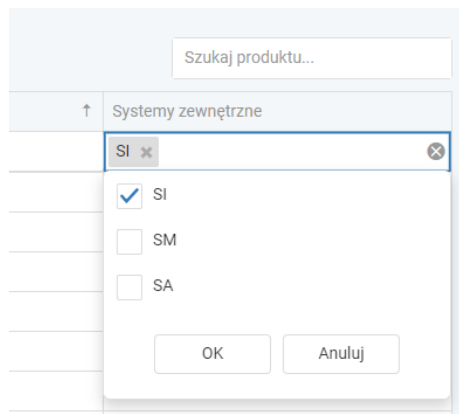 Szukaj produktu...
↑ Systemy zewnętrzne
SI
SI
SM
SA
OK Anuluj